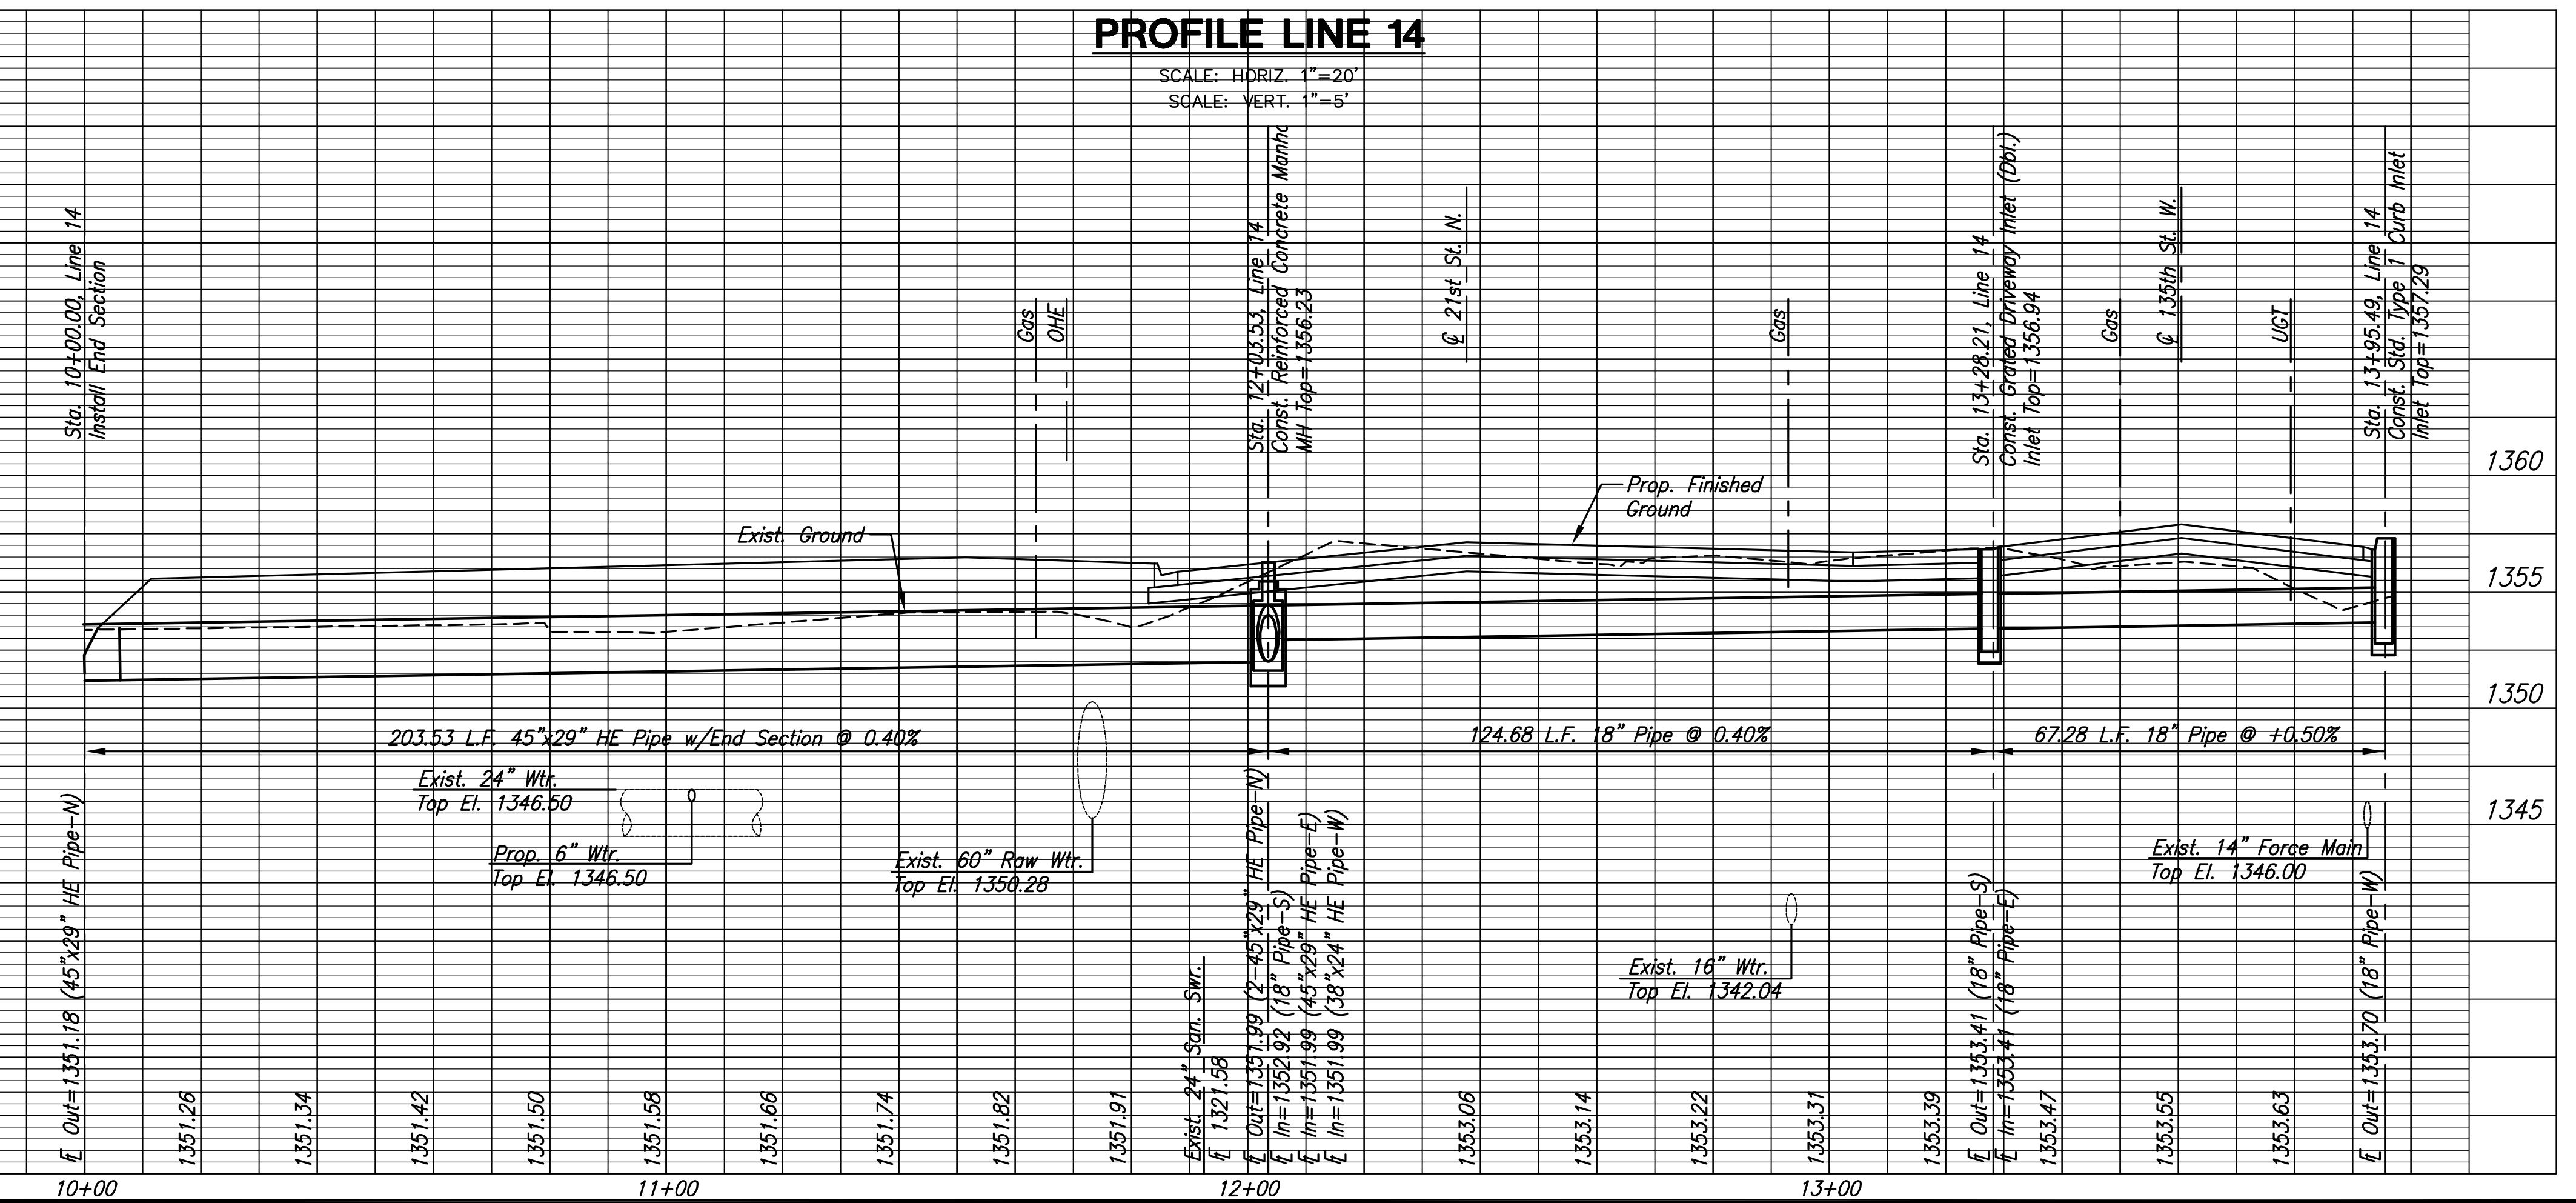 PROFILE LINE 14
SCALE: HORIZ. 1"=20'
SCALE: VERT. 1"=5'
Sta. 10+00.00, Line 14
Install End Section
Gas
OHE
Sta. 12+03.53, Line 14
Const. Reinforced Concrete Manho
MH Top=1356.23
℄ 21st St. N.
Gas
Sta. 13+28.21, Line 14
Const. Grated Driveway Inlet (Dbl.)
Inlet Top=1356.94
Gas
℄ 135th St. W.
UGT
Sta. 13+95.49, Line 14
Const. Std. Type 1 Curb Inlet
Inlet Top=1357.29
1360
1355
1350
1345
Exist. Ground
Prop. Finished
Ground
203.53 L.F. 45"x29" HE Pipe w/End Section @ 0.40%
124.68 L.F. 18" Pipe @ 0.40%
67.28 L.F. 18" Pipe @ +0.50%
Exist. 24" Wtr.
Top El. 1346.50
Prop. 6" Wtr.
Top El. 1346.50
Exist. 60" Raw Wtr.
Top El. 1350.28
Exist. 16" Wtr.
Top El. 1342.04
Exist. 14" Force Main
Top El. 1346.00
Out=1351.18 (45"x29" HE Pipe-N)
1351.26
1351.34
1351.42
1351.50
1351.58
1351.66
1351.74
1351.82
1351.91
Exist. 24" San. Swr.
1321.58
Out=1351.99 (2-45"x29" HE Pipe-N)
In=1352.92 (18" Pipe-S)
In=1351.99 (45"x29" HE Pipe-E)
In=1351.99 (38"x24" HE Pipe-W)
1353.06
1353.14
1353.22
1353.31
1353.39
Out=1353.41 (18" Pipe-S)
In=1353.41 (18" Pipe-E)
1353.47
1353.55
1353.63
Out=1353.70 (18" Pipe-W)
10+00
11+00
12+00
13+00